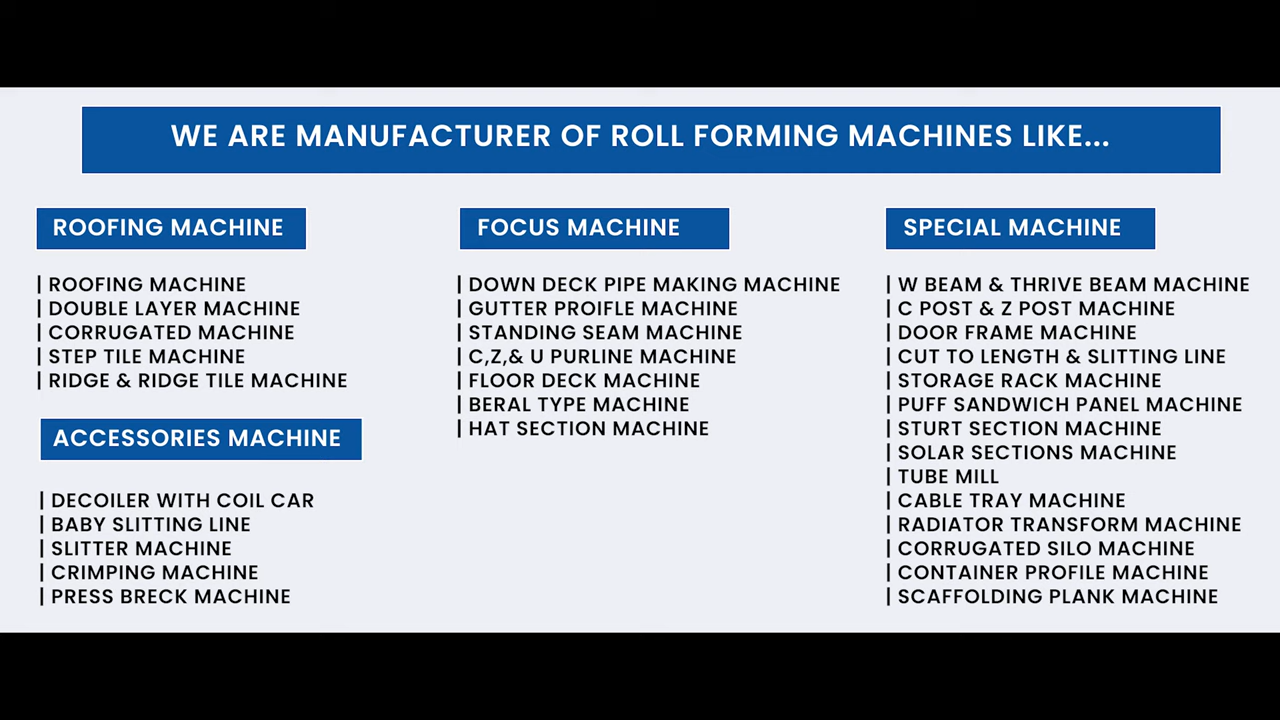 WE ARE MANUFACTURER OF ROLL FORMING MACHINES LIKE...
ROOFING MACHINE
| ROOFING MACHINE
| DOUBLE LAYER MACHINE
| CORRUGATED MACHINE
| STEP TILE MACHINE
| RIDGE & RIDGE TILE MACHINE
ACCESSORIES MACHINE
| DECOILER WITH COIL CAR
| BABY SLITTING LINE
| SLITTER MACHINE
| CRIMPING MACHINE
| PRESS BRECK MACHINE
FOCUS MACHINE
| DOWN DECK PIPE MAKING MACHINE
| GUTTER PROIFLE MACHINE
| STANDING SEAM MACHINE
| C,Z,& U PURLINE MACHINE
| FLOOR DECK MACHINE
| BERAL TYPE MACHINE
| HAT SECTION MACHINE
SPECIAL MACHINE
| W BEAM & THRIVE BEAM MACHINE
| C POST & Z POST MACHINE
| DOOR FRAME MACHINE
| CUT TO LENGTH & SLITTING LINE
| STORAGE RACK MACHINE
| PUFF SANDWICH PANEL MACHINE
| STURT SECTION MACHINE
| SOLAR SECTIONS MACHINE
| TUBE MILL
| CABLE TRAY MACHINE
| RADIATOR TRANSFORM MACHINE
| CORRUGATED SILO MACHINE
| CONTAINER PROFILE MACHINE
| SCAFFOLDING PLANK MACHINE